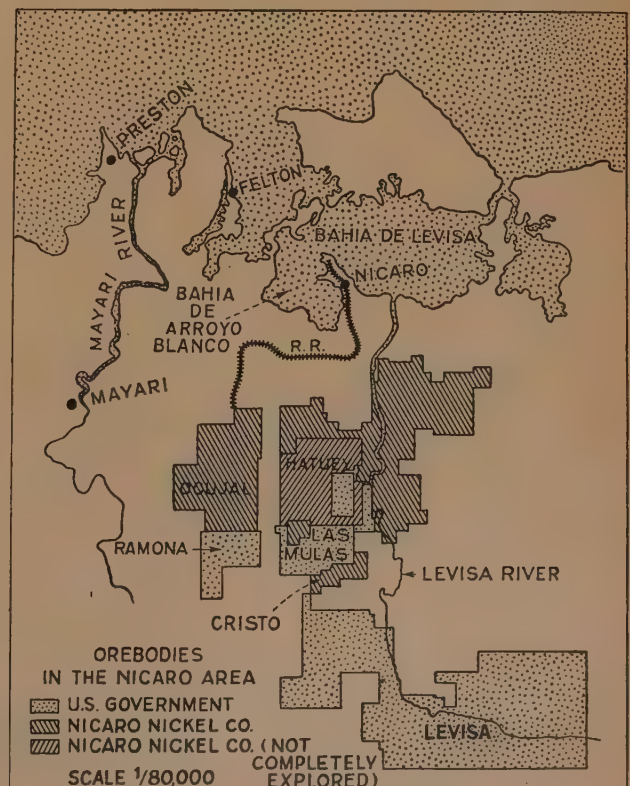 PRESTON
MAYARI RIVER
FELTON
BAHIA DE LEVISA
NICARO
BAHIA
DE
ARROYO
BLANCO
R.R.
MAYARI
HATUEY
RAMONA
LAS
MULAS
LEVISA RIVER
CRISTO
OREBODIES
IN THE NICARO AREA
U.S. GOVERNMENT
NICARO NICKEL CO.
NICARO NICKEL CO. (NOT
COMPLETELY
EXPLORED)
SCALE 1/80,000
LEVISA